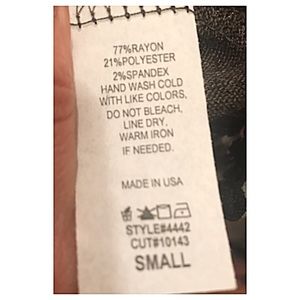 77%RAYON
21%POLYESTER
2%SPANDEX
HAND WASH COLD
WITH LIKE COLORS,
DO NOT BLEACH,
LINE DRY,
WARM IRON
IF NEEDED.
MADE IN USA
STYLE#4442
CUT#10143
SMALL